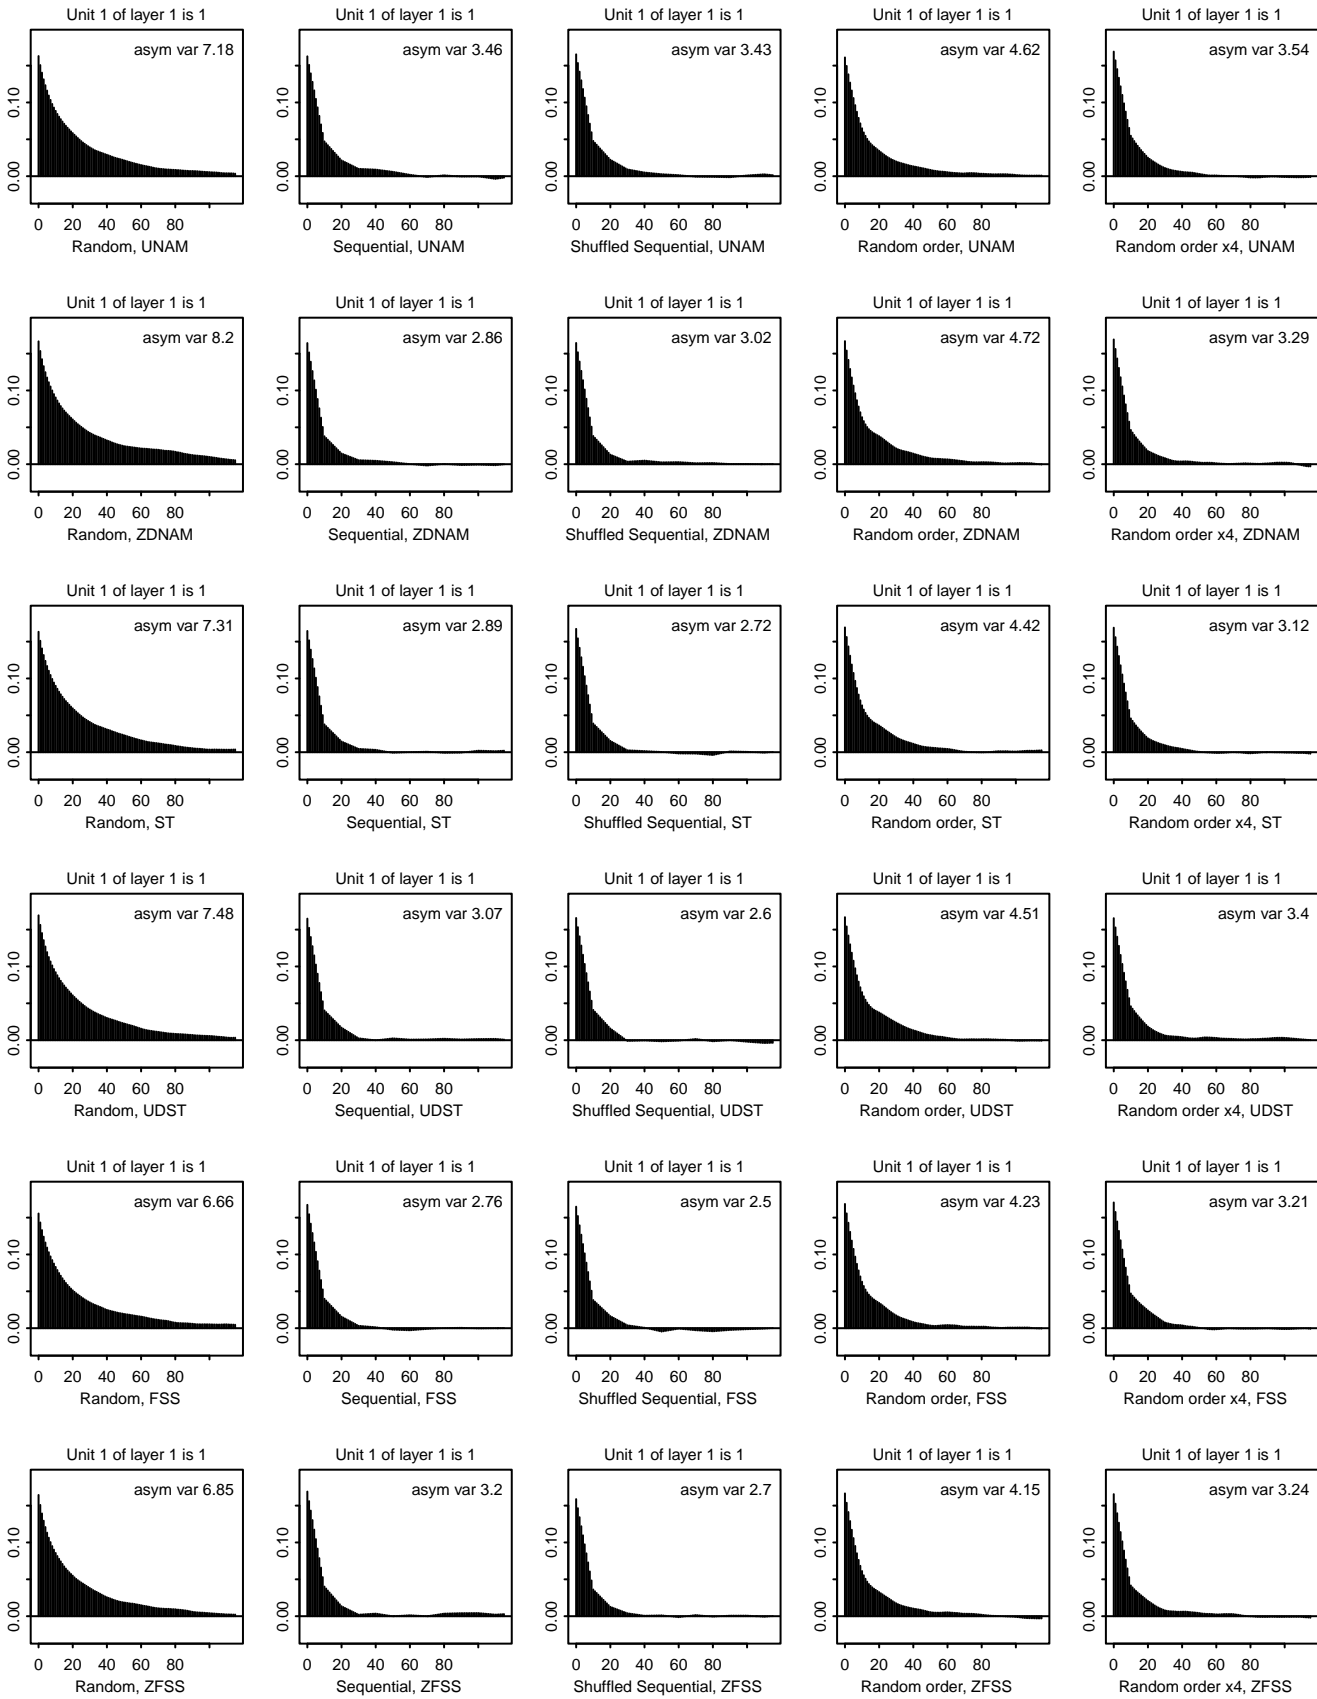 Unit 1 of layer 1 is 1 Unit 1 of layer 1 is 1 Unit 1 of layer 1 is 1 Unit 1 of layer 1 is 1 Unit 1 of layer 1 is 1
asym var 7.18 asym var 3.46 asym var 3.43 asym var 4.62 asym var 3.54
0.10 0.10 0.10 0.10 0.10
0.00 0.00 0.00 0.00 0.00
0 20 40 60 80 0 20 40 60 80 0 20 40 60 80 0 20 40 60 80 0 20 40 60 80
Random, UNAM Sequential, UNAM Shuffled Sequential, UNAM Random order, UNAM Random order x4, UNAM
Unit 1 of layer 1 is 1 Unit 1 of layer 1 is 1 Unit 1 of layer 1 is 1 Unit 1 of layer 1 is 1 Unit 1 of layer 1 is 1
asym var 8.2 asym var 2.86 asym var 3.02 asym var 4.72 asym var 3.29
0.10 0.10 0.10 0.10 0.10
0.00 0.00 0.00 0.00 0.00
0 20 40 60 80 0 20 40 60 80 0 20 40 60 80 0 20 40 60 80 0 20 40 60 80
Random, ZDNAM Sequential, ZDNAM Shuffled Sequential, ZDNAM Random order, ZDNAM Random order x4, ZDNAM
Unit 1 of layer 1 is 1 Unit 1 of layer 1 is 1 Unit 1 of layer 1 is 1 Unit 1 of layer 1 is 1 Unit 1 of layer 1 is 1
asym var 7.31 asym var 2.89 asym var 2.72 asym var 4.42 asym var 3.12
0.10 0.10 0.10 0.10 0.10
0.00 0.00 0.00 0.00 0.00
0 20 40 60 80 0 20 40 60 80 0 20 40 60 80 0 20 40 60 80 0 20 40 60 80
Random, ST Sequential, ST Shuffled Sequential, ST Random order, ST Random order x4, ST
Unit 1 of layer 1 is 1 Unit 1 of layer 1 is 1 Unit 1 of layer 1 is 1 Unit 1 of layer 1 is 1 Unit 1 of layer 1 is 1
asym var 7.48 asym var 3.07 asym var 2.6 asym var 4.51 asym var 3.4
0.10 0.10 0.10 0.10 0.10
0.00 0.00 0.00 0.00 0.00
0 20 40 60 80 0 20 40 60 80 0 20 40 60 80 0 20 40 60 80 0 20 40 60 80
Random, UDST Sequential, UDST Shuffled Sequential, UDST Random order, UDST Random order x4, UDST
Unit 1 of layer 1 is 1 Unit 1 of layer 1 is 1 Unit 1 of layer 1 is 1 Unit 1 of layer 1 is 1 Unit 1 of layer 1 is 1
asym var 6.66 asym var 2.76 asym var 2.5 asym var 4.23 asym var 3.21
0.10 0.10 0.10 0.10 0.10
0.00 0.00 0.00 0.00 0.00
0 20 40 60 80 0 20 40 60 80 0 20 40 60 80 0 20 40 60 80 0 20 40 60 80
Random, FSS Sequential, FSS Shuffled Sequential, FSS Random order, FSS Random order x4, FSS
Unit 1 of layer 1 is 1 Unit 1 of layer 1 is 1 Unit 1 of layer 1 is 1 Unit 1 of layer 1 is 1 Unit 1 of layer 1 is 1
asym var 6.85 asym var 3.2 asym var 2.7 asym var 4.15 asym var 3.24
0.10 0.10 0.10 0.10 0.10
0.00 0.00 0.00 0.00 0.00
0 20 40 60 80 0 20 40 60 80 0 20 40 60 80 0 20 40 60 80 0 20 40 60 80
Random, ZFSS Sequential, ZFSS Shuffled Sequential, ZFSS Random order, ZFSS Random order x4, ZFSS